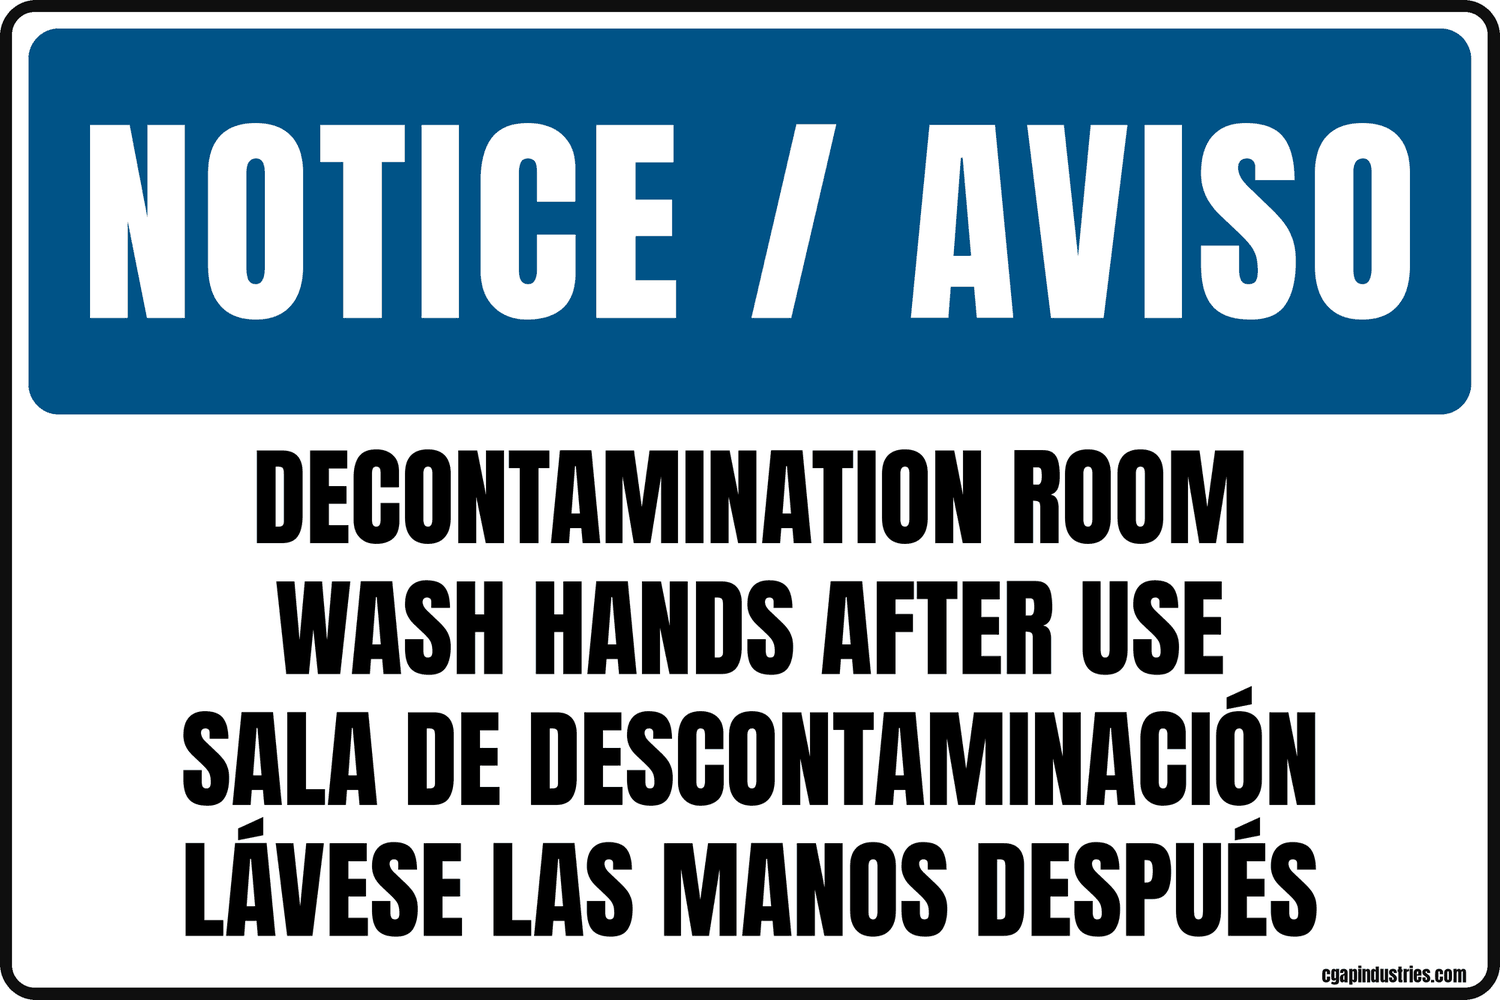 NOTICE / AVISO
DECONTAMINATION ROOM
WASH HANDS AFTER USE
SALA DE DESCONTAMINACIÓN
LÁVESE LAS MANOS DESPUÉS
cgapindustries.com